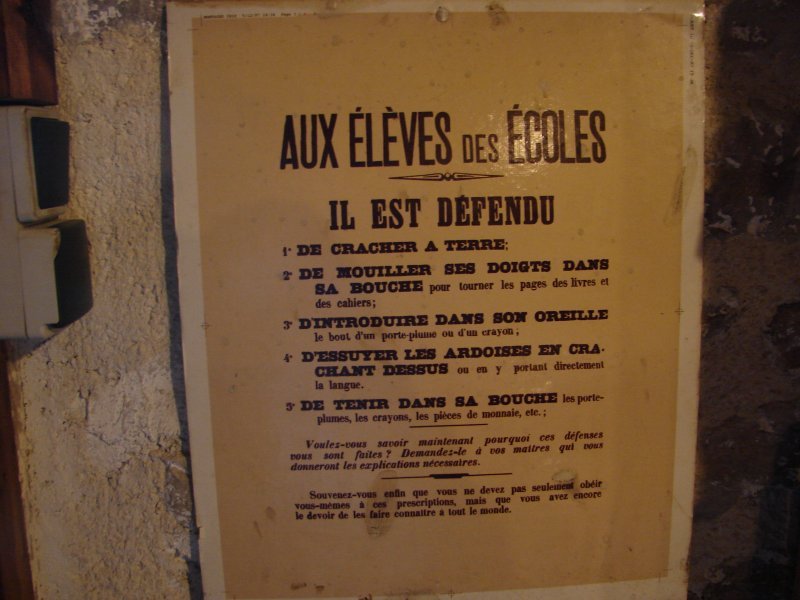 AUX ÉLÈVES DES ÉCOLES
IL EST DÉFENDU
1° DE CRACHER A TERRE;
2° DE MOUILLER SES DOIGTS DANS
SA BOUCHE pour tourner les pages des livres et
des cahiers;
3° D'INTRODUIRE DANS SON OREILLE
le bout d'un porte-plume ou d'un crayon;
4° D'ESSUYER LES ARDOISES EN CRA-
CHANT DESSUS ou en y portant directement
la langue.
5° DE TENIR DANS SA BOUCHE les porte-
plumes, les crayons, les pièces de monnaie, etc.;
Voulez-vous savoir maintenant pourquoi ces défenses
vous sont faites? Demandez-le à vos maîtres qui vous
donneront les explications nécessaires.
Souvenez-vous enfin que vous ne devez pas seulement obéir
vous-mêmes à ces prescriptions, mais que vous avez encore
le devoir de les faire connaître à tout le monde.